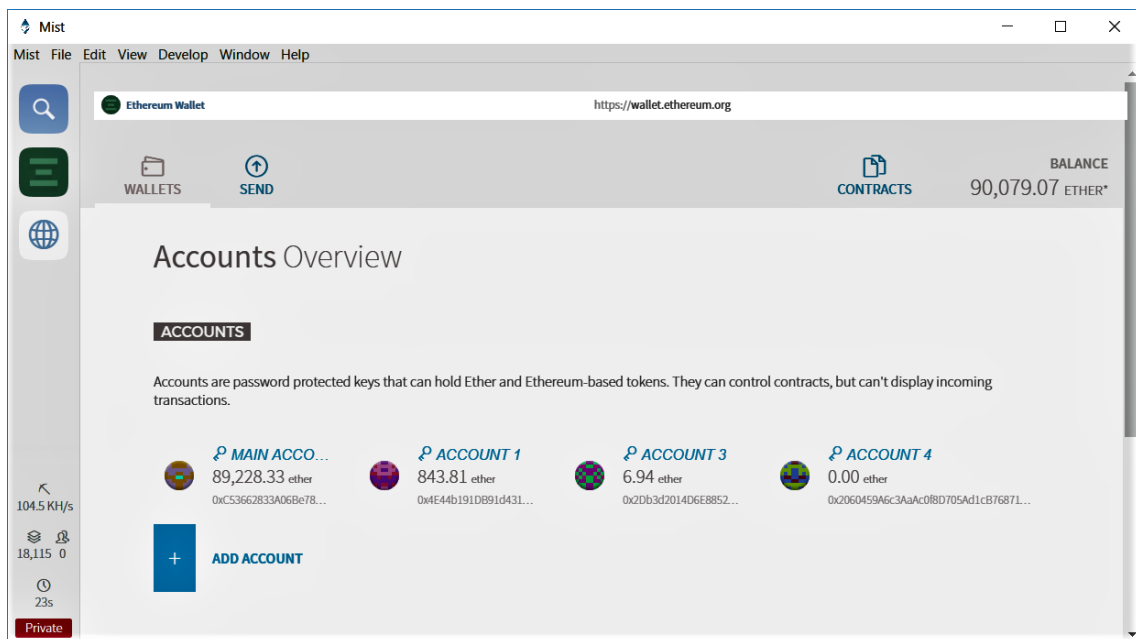 Mist
Mist File Edit View Develop Window Help
Ethereum Wallet https://wallet.ethereum.org
WALLETS SEND CONTRACTS BALANCE
90,079.07 ETHER*
Accounts Overview
ACCOUNTS
Accounts are password protected keys that can hold Ether and Ethereum-based tokens. They can control contracts, but can't display incoming
transactions.
MAIN ACCO... ACCOUNT 1 ACCOUNT 3 ACCOUNT 4
89,228.33 ether 843.81 ether 6.94 ether 0.00 ether
0xC53662833A06Be78... 0x4E44b191DB91d431... 0x2Db3d2014D6E8852... 0x2060459A6c3AaAc0f8D705Ad1cB76871...
ADD ACCOUNT
104.5 KH/s
18,115 0
23s
Private